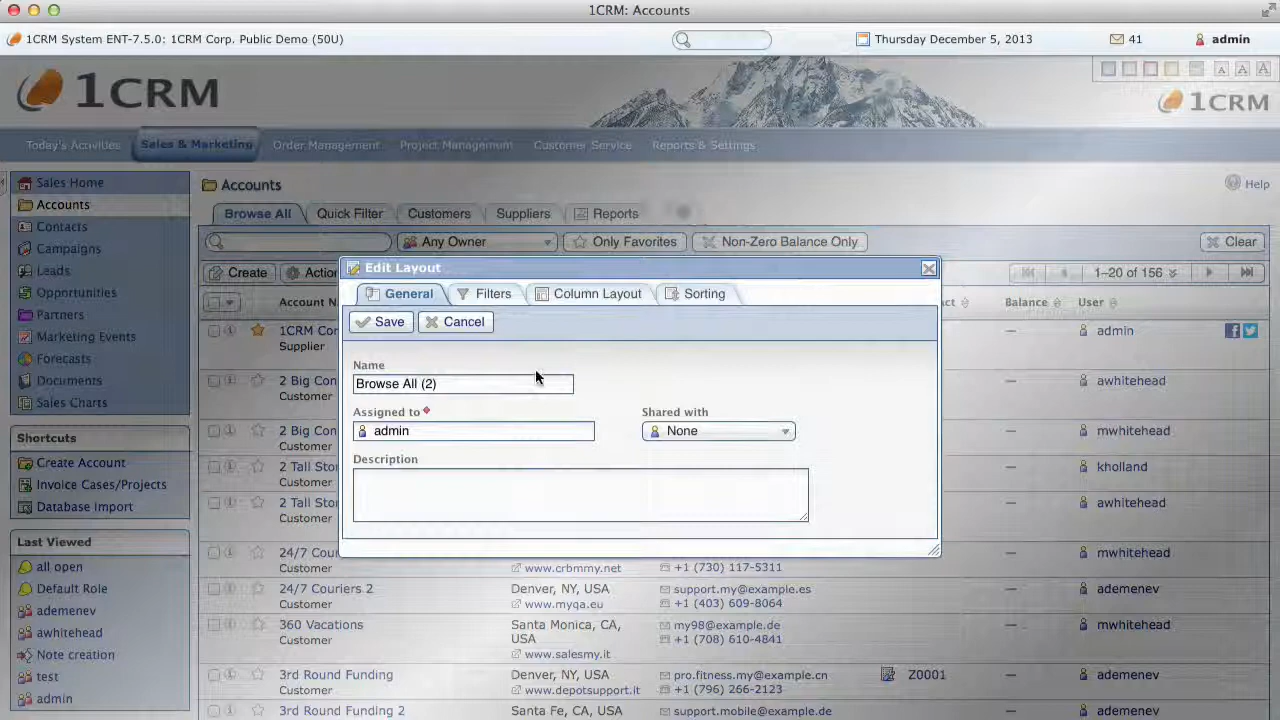 1CRM: Accounts
1CRM System ENT-7.5.0: 1CRM Corp. Public Demo (50U)
Thursday December 5, 2013
41
admin
1CRM
A A A
1CRM
Today's Activities
Sales & Marketing
Order Management
Project Management
Customer Service
Reports & Settings
Sales Home
Accounts
Contacts
Campaigns
Leads
Opportunities
Partners
Marketing Events
Forecasts
Documents
Sales Charts
Shortcuts
Create Account
Invoice Cases/Projects
Database Import
Last Viewed
all open
Default Role
ademenev
awhitehead
Note creation
test
admin
Accounts
Help
Browse All
Quick Filter
Customers
Suppliers
Reports
Any Owner
Only Favorites
Non-Zero Balance Only
Clear
Create
1–20 of 156
Balance
User
Edit Layout
General
Filters
Column Layout
Sorting
Save
Cancel
Name
Browse All (2)
Assigned to
admin
Shared with
None
Description
Supplier
— admin
2 Big Con
Customer
— awhitehead
2 Big Con
Customer
— mwhitehead
2 Tall Sto
Customer
— kholland
2 Tall Sto
Customer
— awhitehead
24/7 Cou
Customer
www.crbmmy.net
+1 (730) 117-5311
— mwhitehead
24/7 Couriers 2
Customer
Denver, NY, USA
www.myqa.eu
support.my@example.es
+1 (403) 609-8064
— ademenev
360 Vacations
Customer
Santa Monica, CA,
USA
www.salesmy.it
my98@example.de
+1 (708) 610-4841
— mwhitehead
3rd Round Funding
Customer
Denver, NY, USA
www.depotsupport.it
pro.fitness.my@example.cn
+1 (796) 266-2123
Z0001
— ademenev
3rd Round Funding 2
Santa Fe, CA, USA
support.mobile@example.de
— ademenev